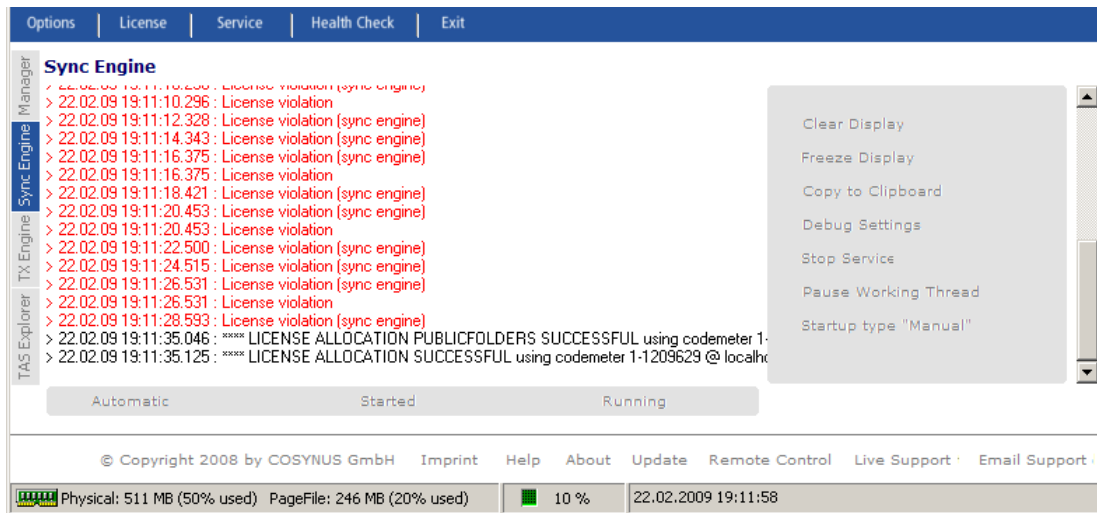 Options License Service Health Check Exit
Manager
Sync Engine
TX Engine
TAS Explorer
Sync Engine
> 22.02.09 19:11:10.296 : License violation
> 22.02.09 19:11:12.328 : License violation (sync engine)
> 22.02.09 19:11:14.343 : License violation (sync engine)
> 22.02.09 19:11:16.375 : License violation (sync engine)
> 22.02.09 19:11:16.375 : License violation
> 22.02.09 19:11:18.421 : License violation (sync engine)
> 22.02.09 19:11:20.453 : License violation (sync engine)
> 22.02.09 19:11:20.453 : License violation
> 22.02.09 19:11:22.500 : License violation (sync engine)
> 22.02.09 19:11:24.515 : License violation (sync engine)
> 22.02.09 19:11:26.531 : License violation (sync engine)
> 22.02.09 19:11:26.531 : License violation
> 22.02.09 19:11:28.593 : License violation (sync engine)
> 22.02.09 19:11:35.046 : **** LICENSE ALLOCATION PUBLICFOLDERS SUCCESSFUL using codemeter 1-
> 22.02.09 19:11:35.125 : **** LICENSE ALLOCATION SUCCESSFUL using codemeter 1-1209629 @ localho
Clear Display
Freeze Display
Copy to Clipboard
Debug Settings
Stop Service
Pause Working Thread
Startup type "Manual"
Automatic Started Running
© Copyright 2008 by COSYNUS GmbH Imprint Help About Update Remote Control Live Support Email Support
Physical: 511 MB (50% used) PageFile: 246 MB (20% used) 10 % 22.02.2009 19:11:58